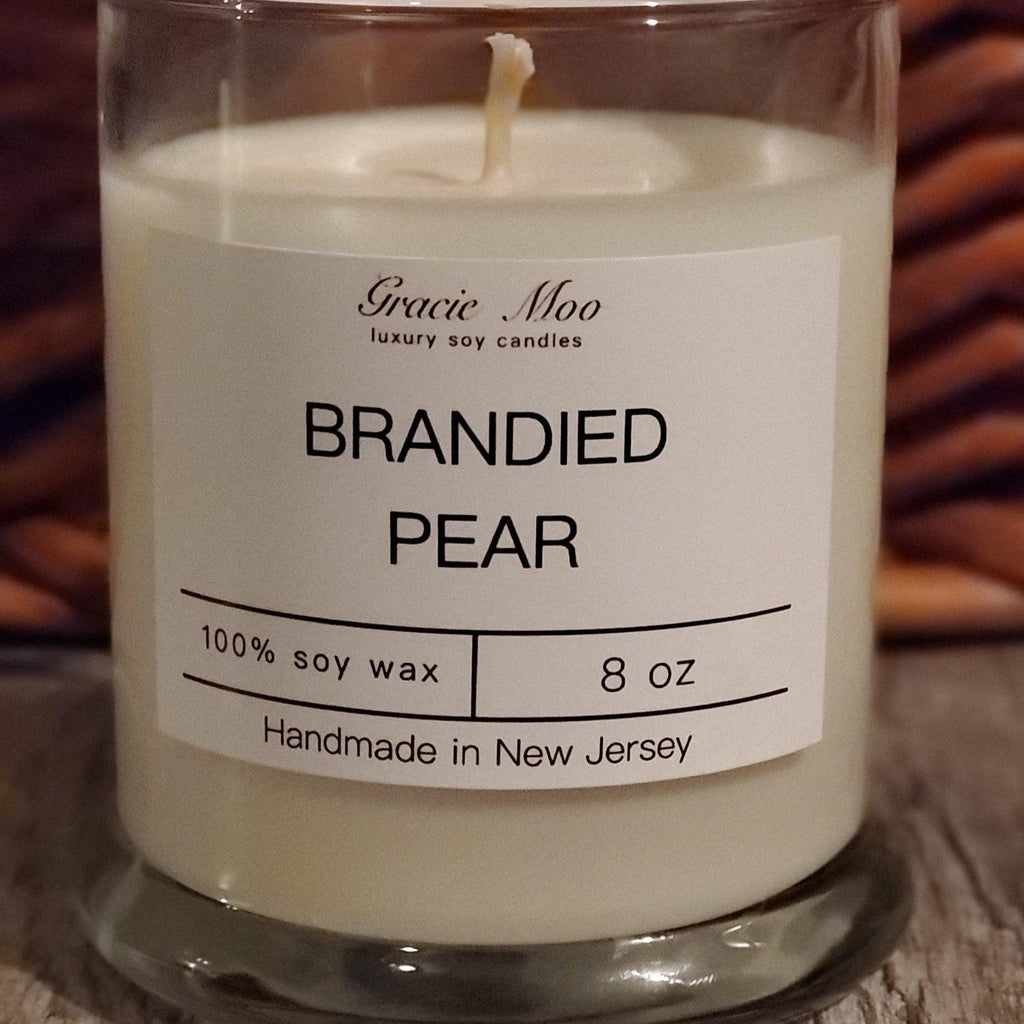 Gracie Moo
luxury soy candles
BRANDIED
PEAR
100% soy wax
8 oz
Handmade in New Jersey